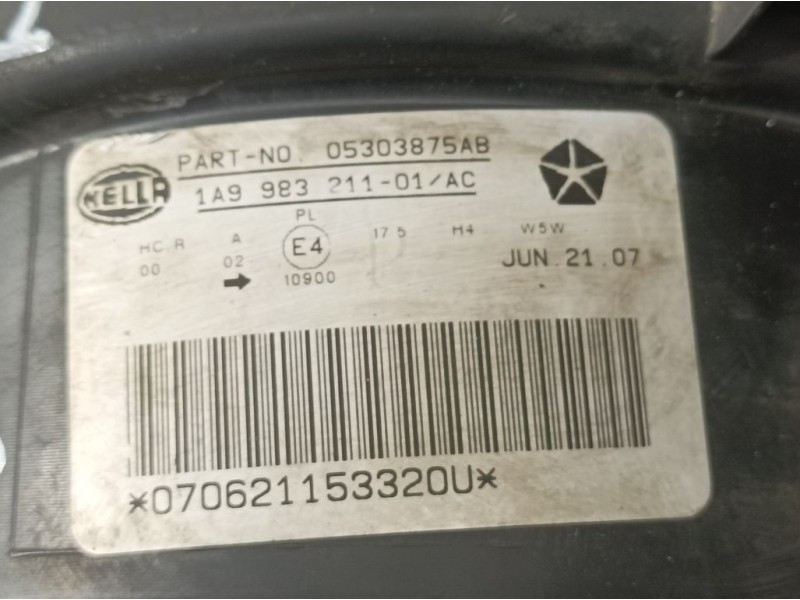 HELLA
PART-NO. 05303875AB
1A9 983 211-01/AC
PL
HC.R A E4 17 5 H4 W5W
00 02 10900
JUN.21.07
*070621153320U*